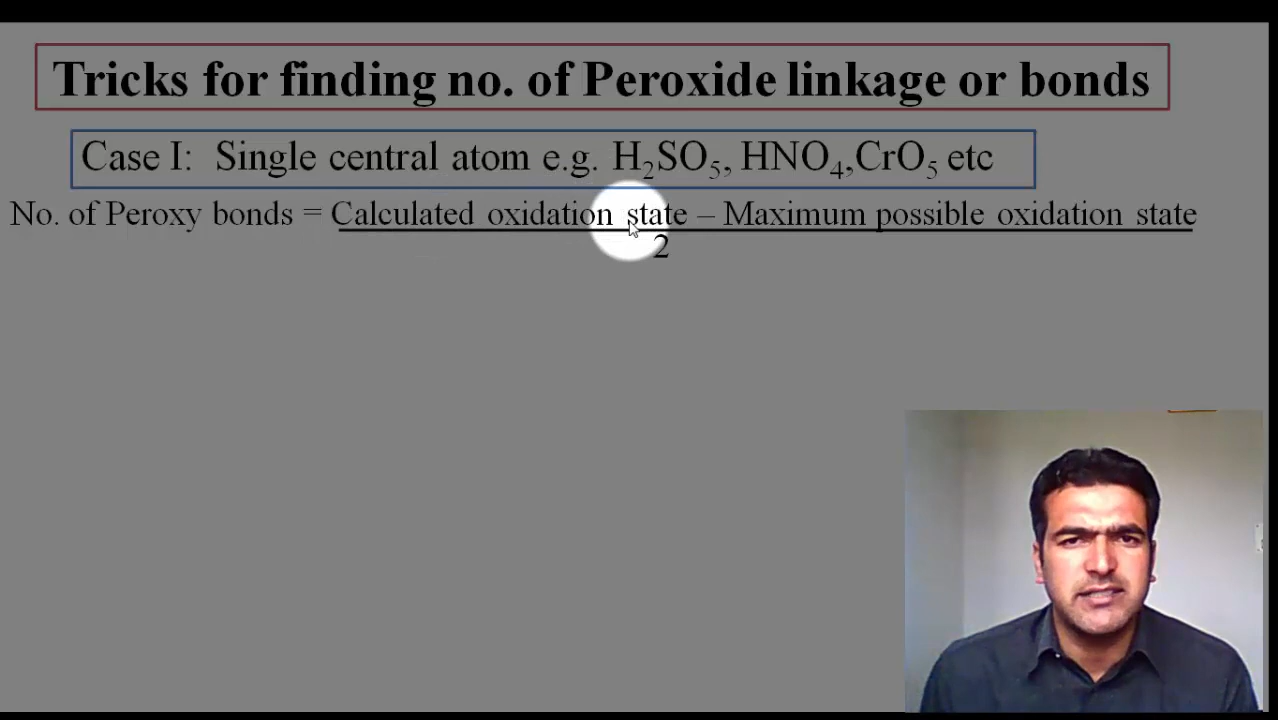 Tricks for finding no. of Peroxide linkage or bonds
Case I: Single central atom e.g. H₂SO₅, HNO₄,CrO₅ etc
No. of Peroxy bonds = Calculated oxidation state – Maximum possible oxidation state
2